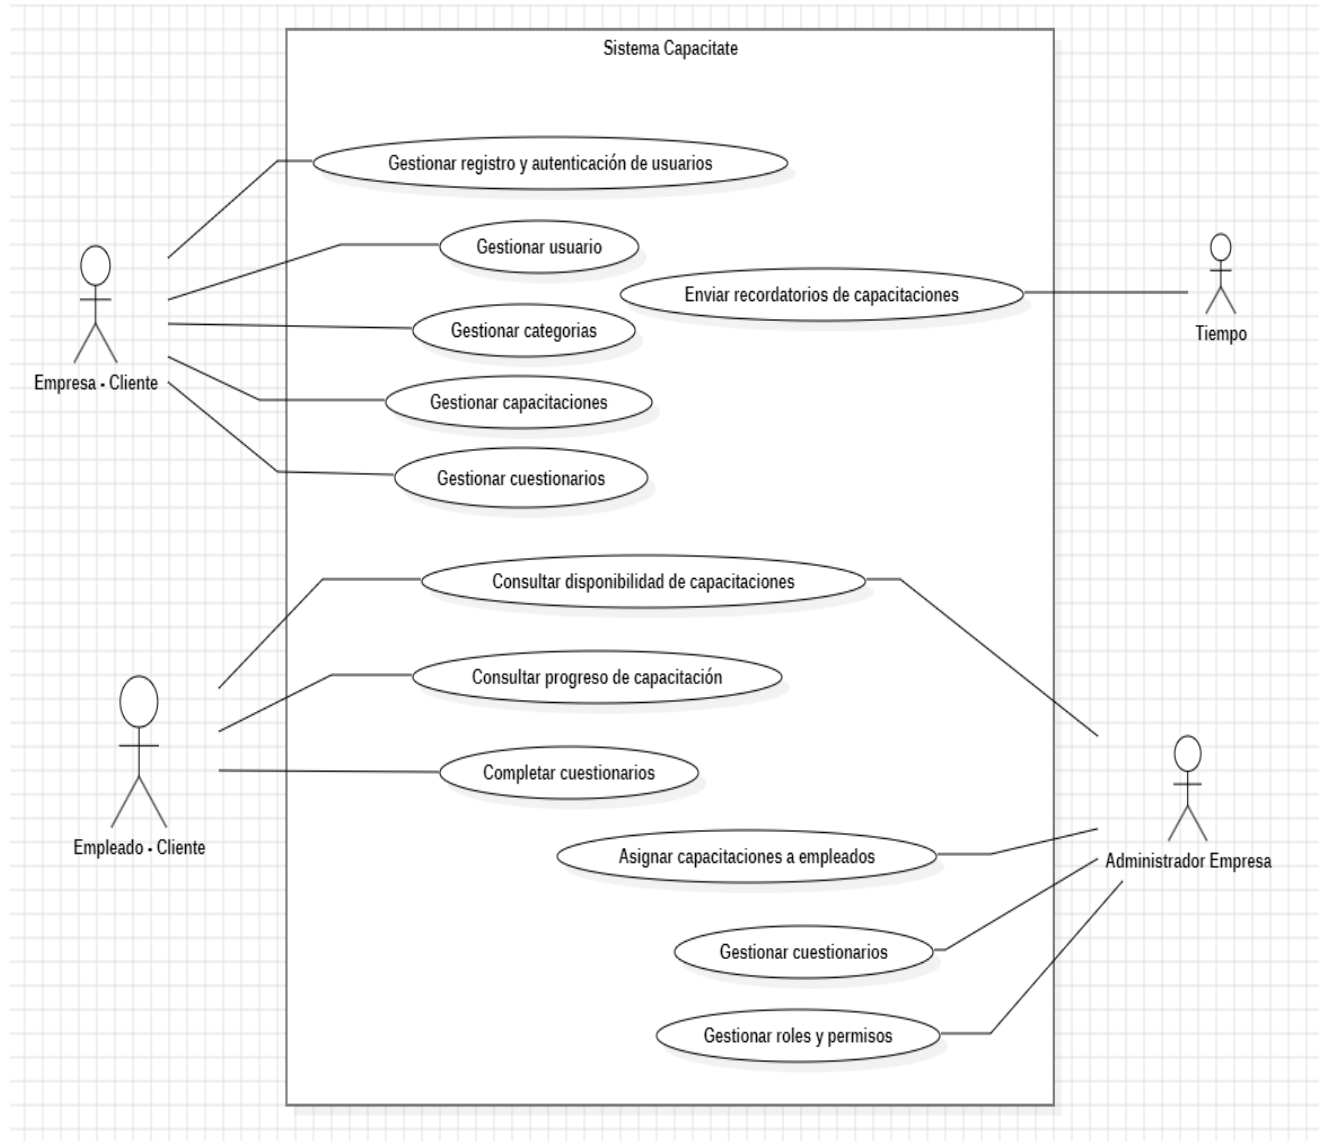 Sistema Capacitate
Gestionar registro y autenticación de usuarios
Gestionar usuario
Enviar recordatorios de capacitaciones
Tiempo
Gestionar categorias
Empresa - Cliente
Gestionar capacitaciones
Gestionar cuestionarios
Consultar disponibilidad de capacitaciones
Consultar progreso de capacitación
Completar cuestionarios
Empleado - Cliente
Asignar capacitaciones a empleados
Administrador Empresa
Gestionar cuestionarios
Gestionar roles y permisos